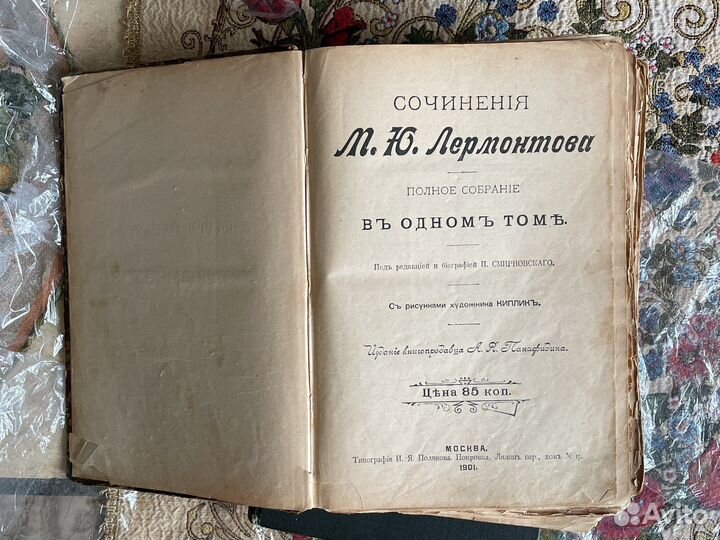 СОЧИНЕНІЯ
М. Ю. Лермонтова
ПОЛНОЕ СОБРАНІЕ
ВЪ ОДНОМЪ ТОМѢ.
Подъ редакціей и біографіей П. СМИРНОВСКАГО.
Съ рисунками художника КИПЛИКЪ.
Изданіе книгопродавца А. Я. Панафидина.
Цѣна 85 коп.
МОСКВА.
Типографія И. Я. Полякова. Покровка, Лялинъ пер., домъ № 13.
1901.
Avito